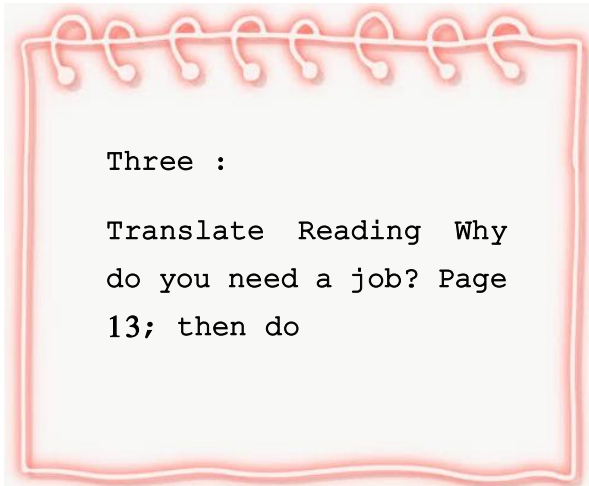 Three :
Translate Reading Why
do you need a job? Page
13; then do